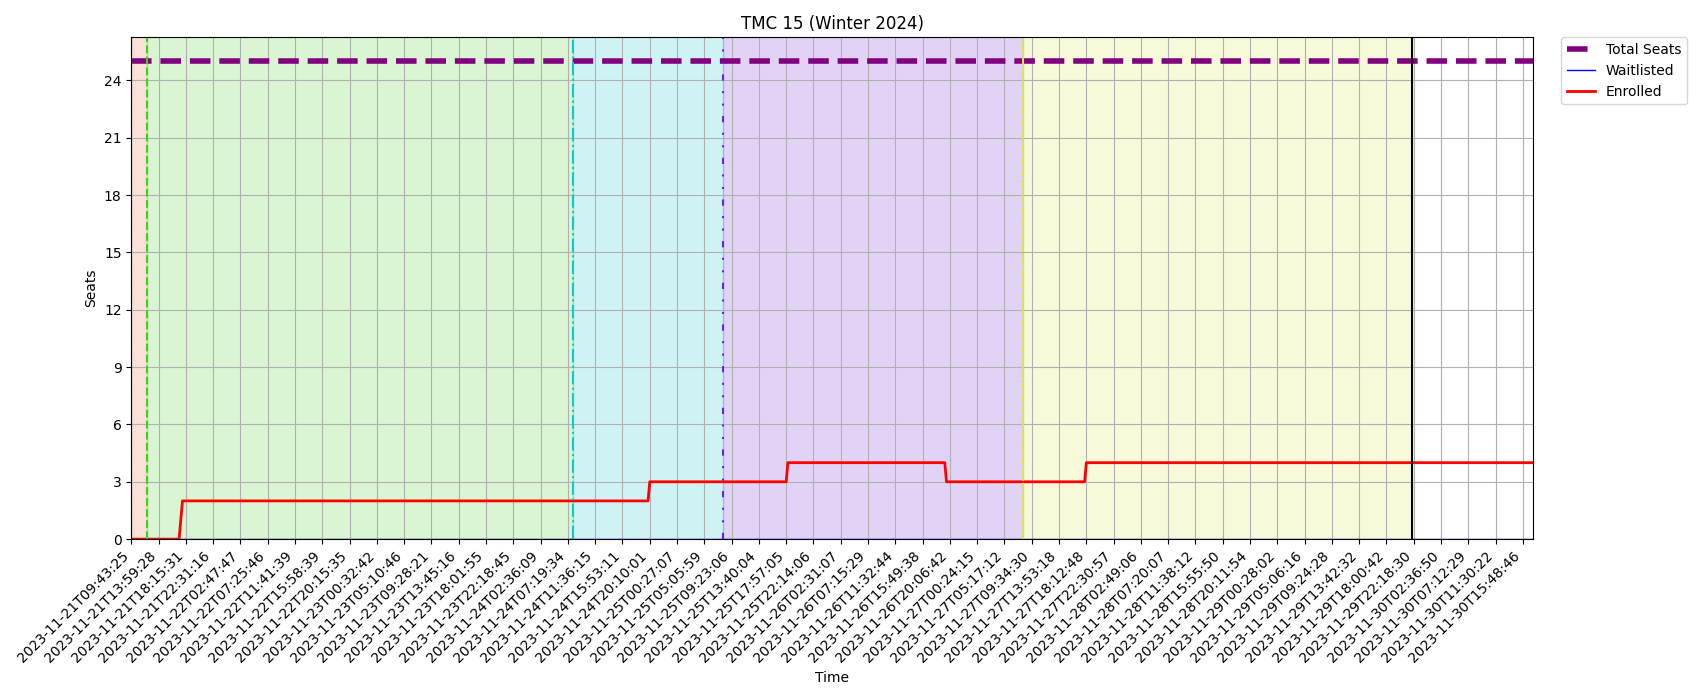 TMC 15 (Winter 2024)
Total Seats
Waitlisted
Enrolled
24
21
18
15
12
9
6
3
0
Seats
2023-11-21T09:43:25
2023-11-21T13:59:28
2023-11-21T18:15:31
2023-11-21T22:31:16
2023-11-22T02:47:47
2023-11-22T07:25:46
2023-11-22T11:41:39
2023-11-22T15:58:39
2023-11-22T20:15:35
2023-11-23T00:32:42
2023-11-23T05:10:46
2023-11-23T09:28:21
2023-11-23T13:45:16
2023-11-23T18:01:55
2023-11-23T22:18:45
2023-11-24T02:36:09
2023-11-24T07:19:34
2023-11-24T11:36:15
2023-11-24T15:53:11
2023-11-24T20:10:01
2023-11-25T00:27:07
2023-11-25T05:05:59
2023-11-25T09:23:06
2023-11-25T13:40:04
2023-11-25T17:57:05
2023-11-25T22:14:06
2023-11-26T02:31:07
2023-11-26T07:15:29
2023-11-26T11:32:44
2023-11-26T15:49:38
2023-11-26T20:06:42
2023-11-27T00:24:15
2023-11-27T05:17:12
2023-11-27T09:34:30
2023-11-27T13:53:18
2023-11-27T18:12:48
2023-11-27T22:30:57
2023-11-28T02:49:06
2023-11-28T07:20:07
2023-11-28T11:38:12
2023-11-28T15:55:50
2023-11-28T20:11:54
2023-11-29T00:28:02
2023-11-29T05:06:16
2023-11-29T09:24:28
2023-11-29T13:42:32
2023-11-29T18:00:42
2023-11-29T22:18:30
2023-11-30T02:36:50
2023-11-30T07:12:29
2023-11-30T11:30:22
2023-11-30T15:48:46
Time